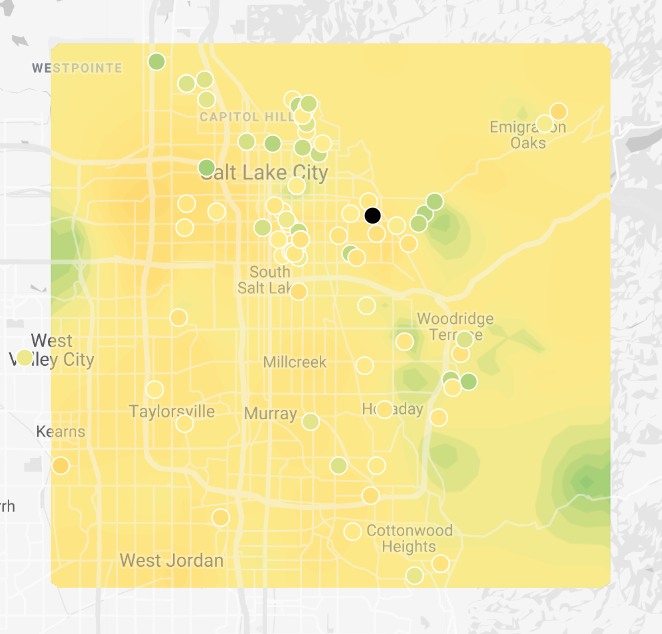 WESTPOINTE
CAPITOL HILL
Emigration
Oaks
Salt Lake City
South
Salt Lake
Woodridge
Terrace
West
Valley City
Millcreek
Taylorsville
Murray
Holladay
Kearns
rrh
Cottonwood
Heights
West Jordan